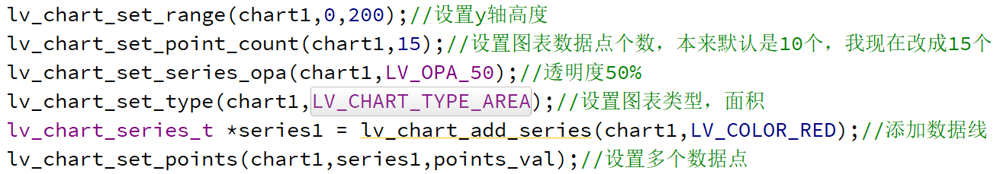 lv_chart_set_range(chart1,0,200);//设置y轴高度
lv_chart_set_point_count(chart1,15);//设置图表数据点个数，本来默认是10个，我现在改成15个
lv_chart_set_series_opa(chart1,LV_OPA_50);//透明度50%
lv_chart_set_type(chart1,LV_CHART_TYPE_AREA);//设置图表类型，面积
lv_chart_series_t *series1 = lv_chart_add_series(chart1,LV_COLOR_RED);//添加数据线
lv_chart_set_points(chart1,series1,points_val);//设置多个数据点